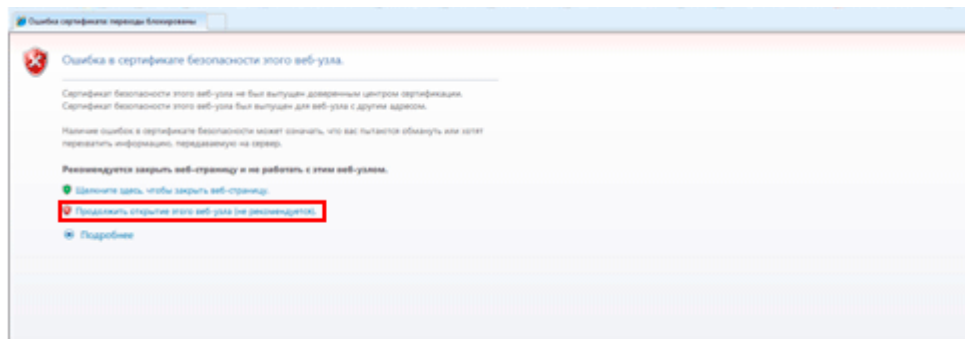 Ошибка сертификата: переходы блокированы
Ошибка в сертификате безопасности этого веб-узла.
Сертификат безопасности этого веб-узла не был выпущен доверенным центром сертификации.
Сертификат безопасности этого веб-узла был выпущен для веб-узла с другим адресом.
Наличие ошибок в сертификате безопасности может означать, что вас пытаются обмануть или хотят
перехватить информацию, передаваемую на сервер.
Рекомендуется закрыть веб-страницу и не работать с этим веб-узлом.
Щелкните здесь, чтобы закрыть веб-страницу.
Продолжить открытие этого веб-узла (не рекомендуется).
Подробнее